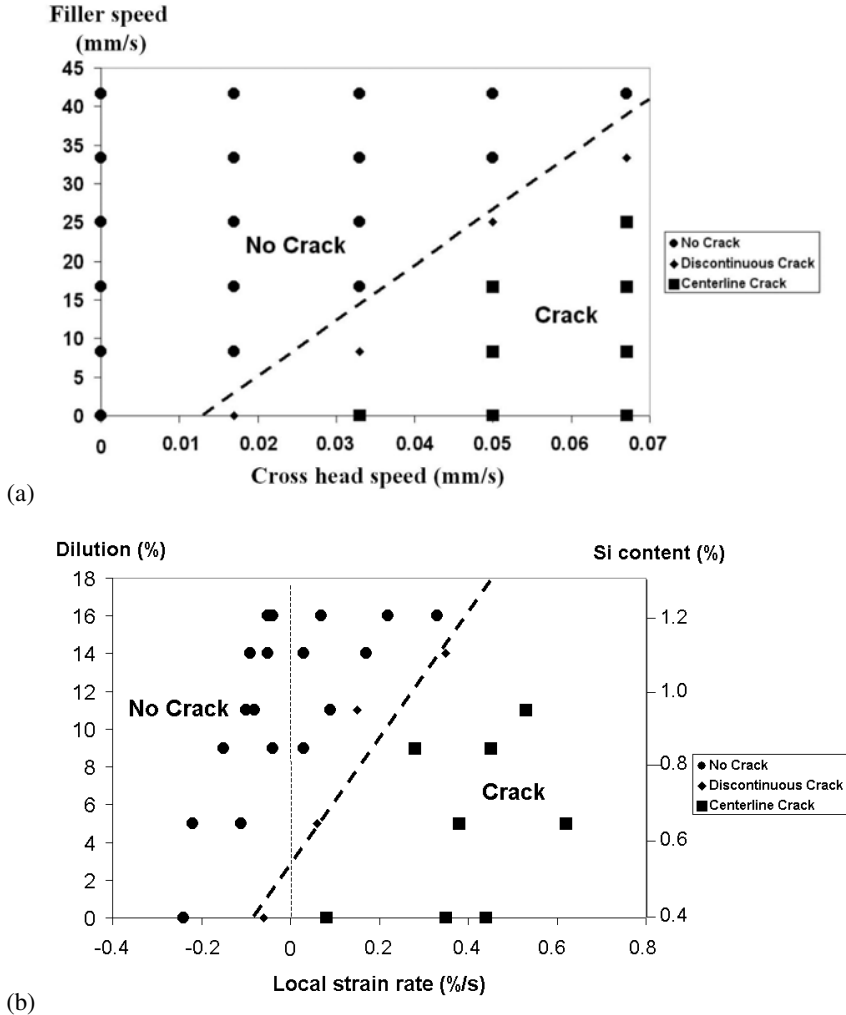 Filler speed
(mm/s)
45
40
35
30
25
20
15
10
5
0
No Crack
Crack
No Crack
Discontinuous Crack
Centerline Crack
0 0.01 0.02 0.03 0.04 0.05 0.06 0.07
Cross head speed (mm/s)
(a)
Dilution (%)
Si content (%)
18
16
14
12
10
8
6
4
2
0
No Crack
Crack
1.2
1.0
0.8
0.6
0.4
No Crack
Discontinuous Crack
Centerline Crack
-0.4 -0.2 0 0.2 0.4 0.6 0.8
Local strain rate (%/s)
(b)